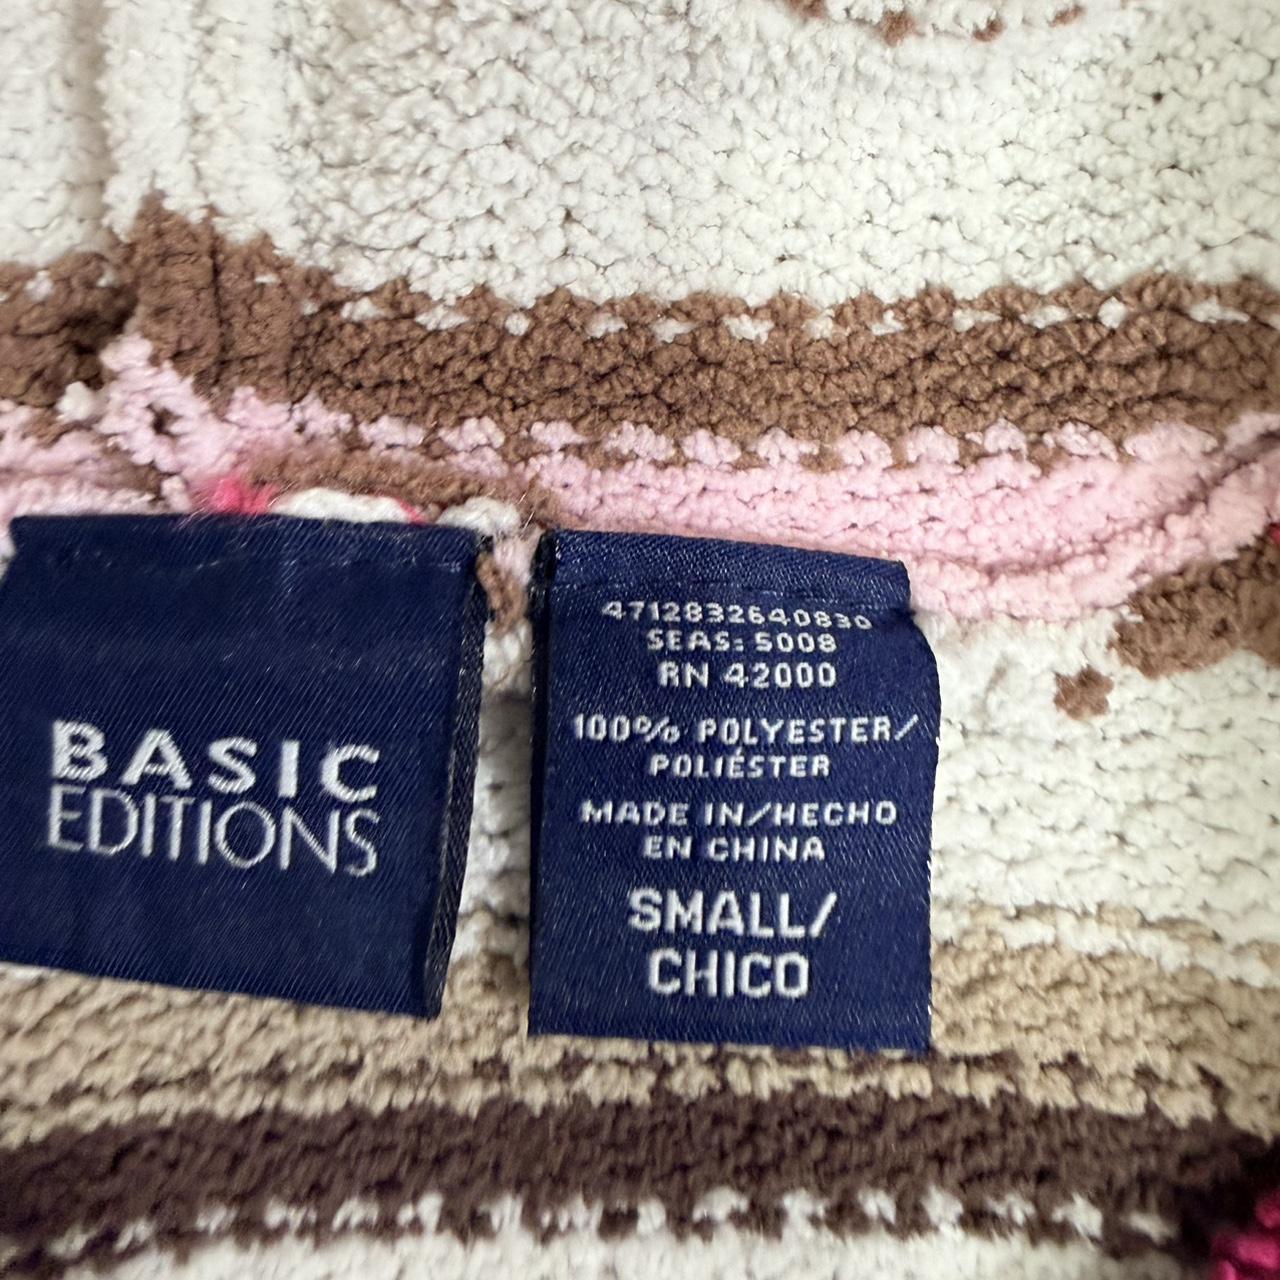 BASIC
EDITIONS
4712832640830
SEAS: 5008
RN 42000
100% POLYESTER/
POLIÉSTER
MADE IN/HECHO
EN CHINA
SMALL/
CHICO